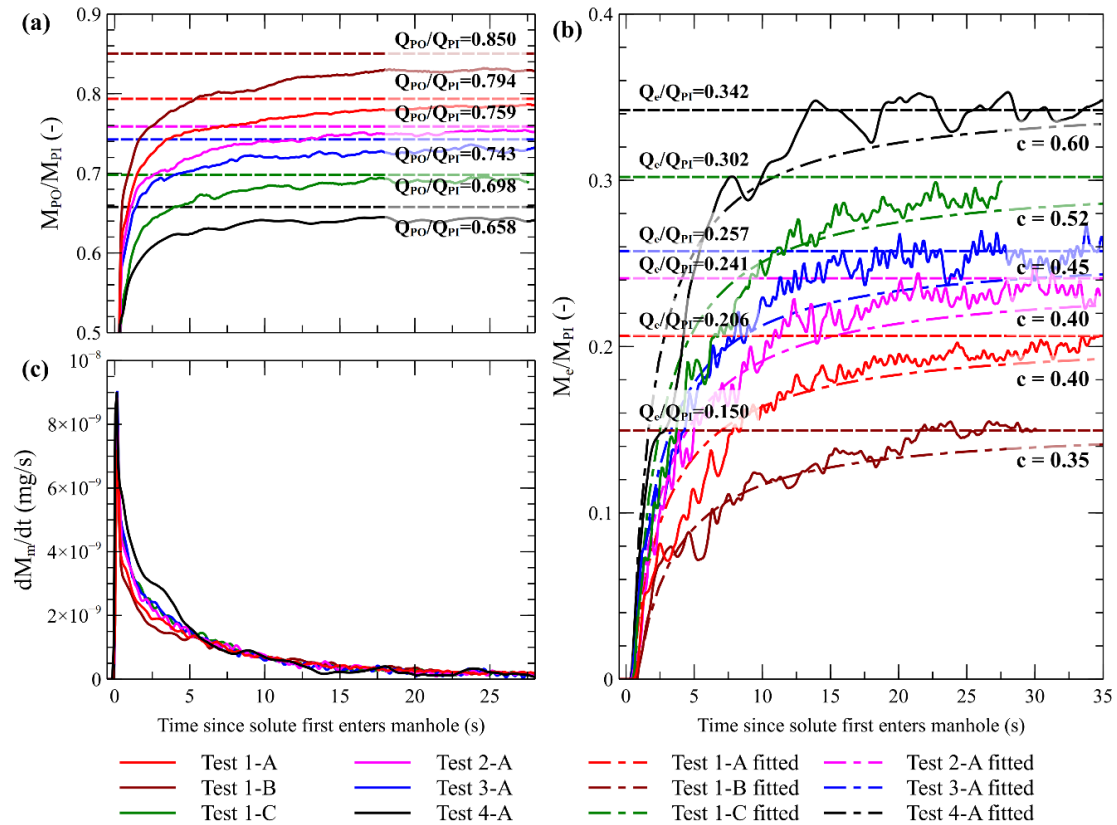 (a)
0.9
0.8
0.7
0.6
0.5
M_PO/M_PI (-)
Q_PO/Q_PI=0.850
Q_PO/Q_PI=0.794
Q_PO/Q_PI=0.759
Q_PO/Q_PI=0.743
Q_PO/Q_PI=0.698
Q_PO/Q_PI=0.658
(c)
10⁻⁸
8×10⁻⁹
6×10⁻⁹
4×10⁻⁹
2×10⁻⁹
0
dM_m/dt (mg/s)
0 5 10 15 20 25
Time since solute first enters manhole (s)
(b)
0.4
0.3
0.2
0.1
0
M_e/M_PI (-)
Q_e/Q_PI=0.342
Q_e/Q_PI=0.302
Q_e/Q_PI=0.257
Q_e/Q_PI=0.241
Q_e/Q_PI=0.206
Q_e/Q_PI=0.150
c = 0.60
c = 0.52
c = 0.45
c = 0.40
c = 0.40
c = 0.35
0 5 10 15 20 25 30 35
Time since solute first enters manhole (s)
Test 1-A
Test 1-B
Test 1-C
Test 2-A
Test 3-A
Test 4-A
Test 1-A fitted
Test 1-B fitted
Test 1-C fitted
Test 2-A fitted
Test 3-A fitted
Test 4-A fitted